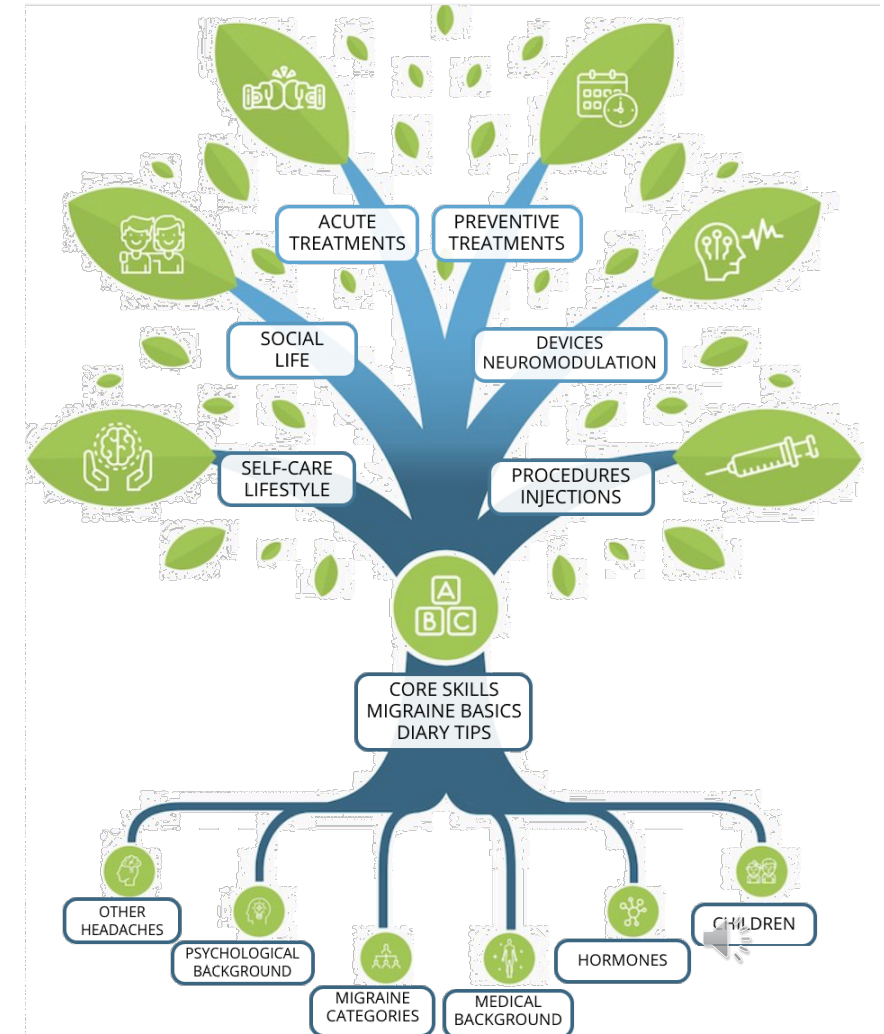 ACUTE
TREATMENTS
PREVENTIVE
TREATMENTS
SOCIAL
LIFE
DEVICES
NEUROMODULATION
SELF-CARE
LIFESTYLE
PROCEDURES
INJECTIONS
A
B C
CORE SKILLS
MIGRAINE BASICS
DIARY TIPS
OTHER
HEADACHES
PSYCHOLOGICAL
BACKGROUND
MIGRAINE
CATEGORIES
MEDICAL
BACKGROUND
HORMONES
CHILDREN